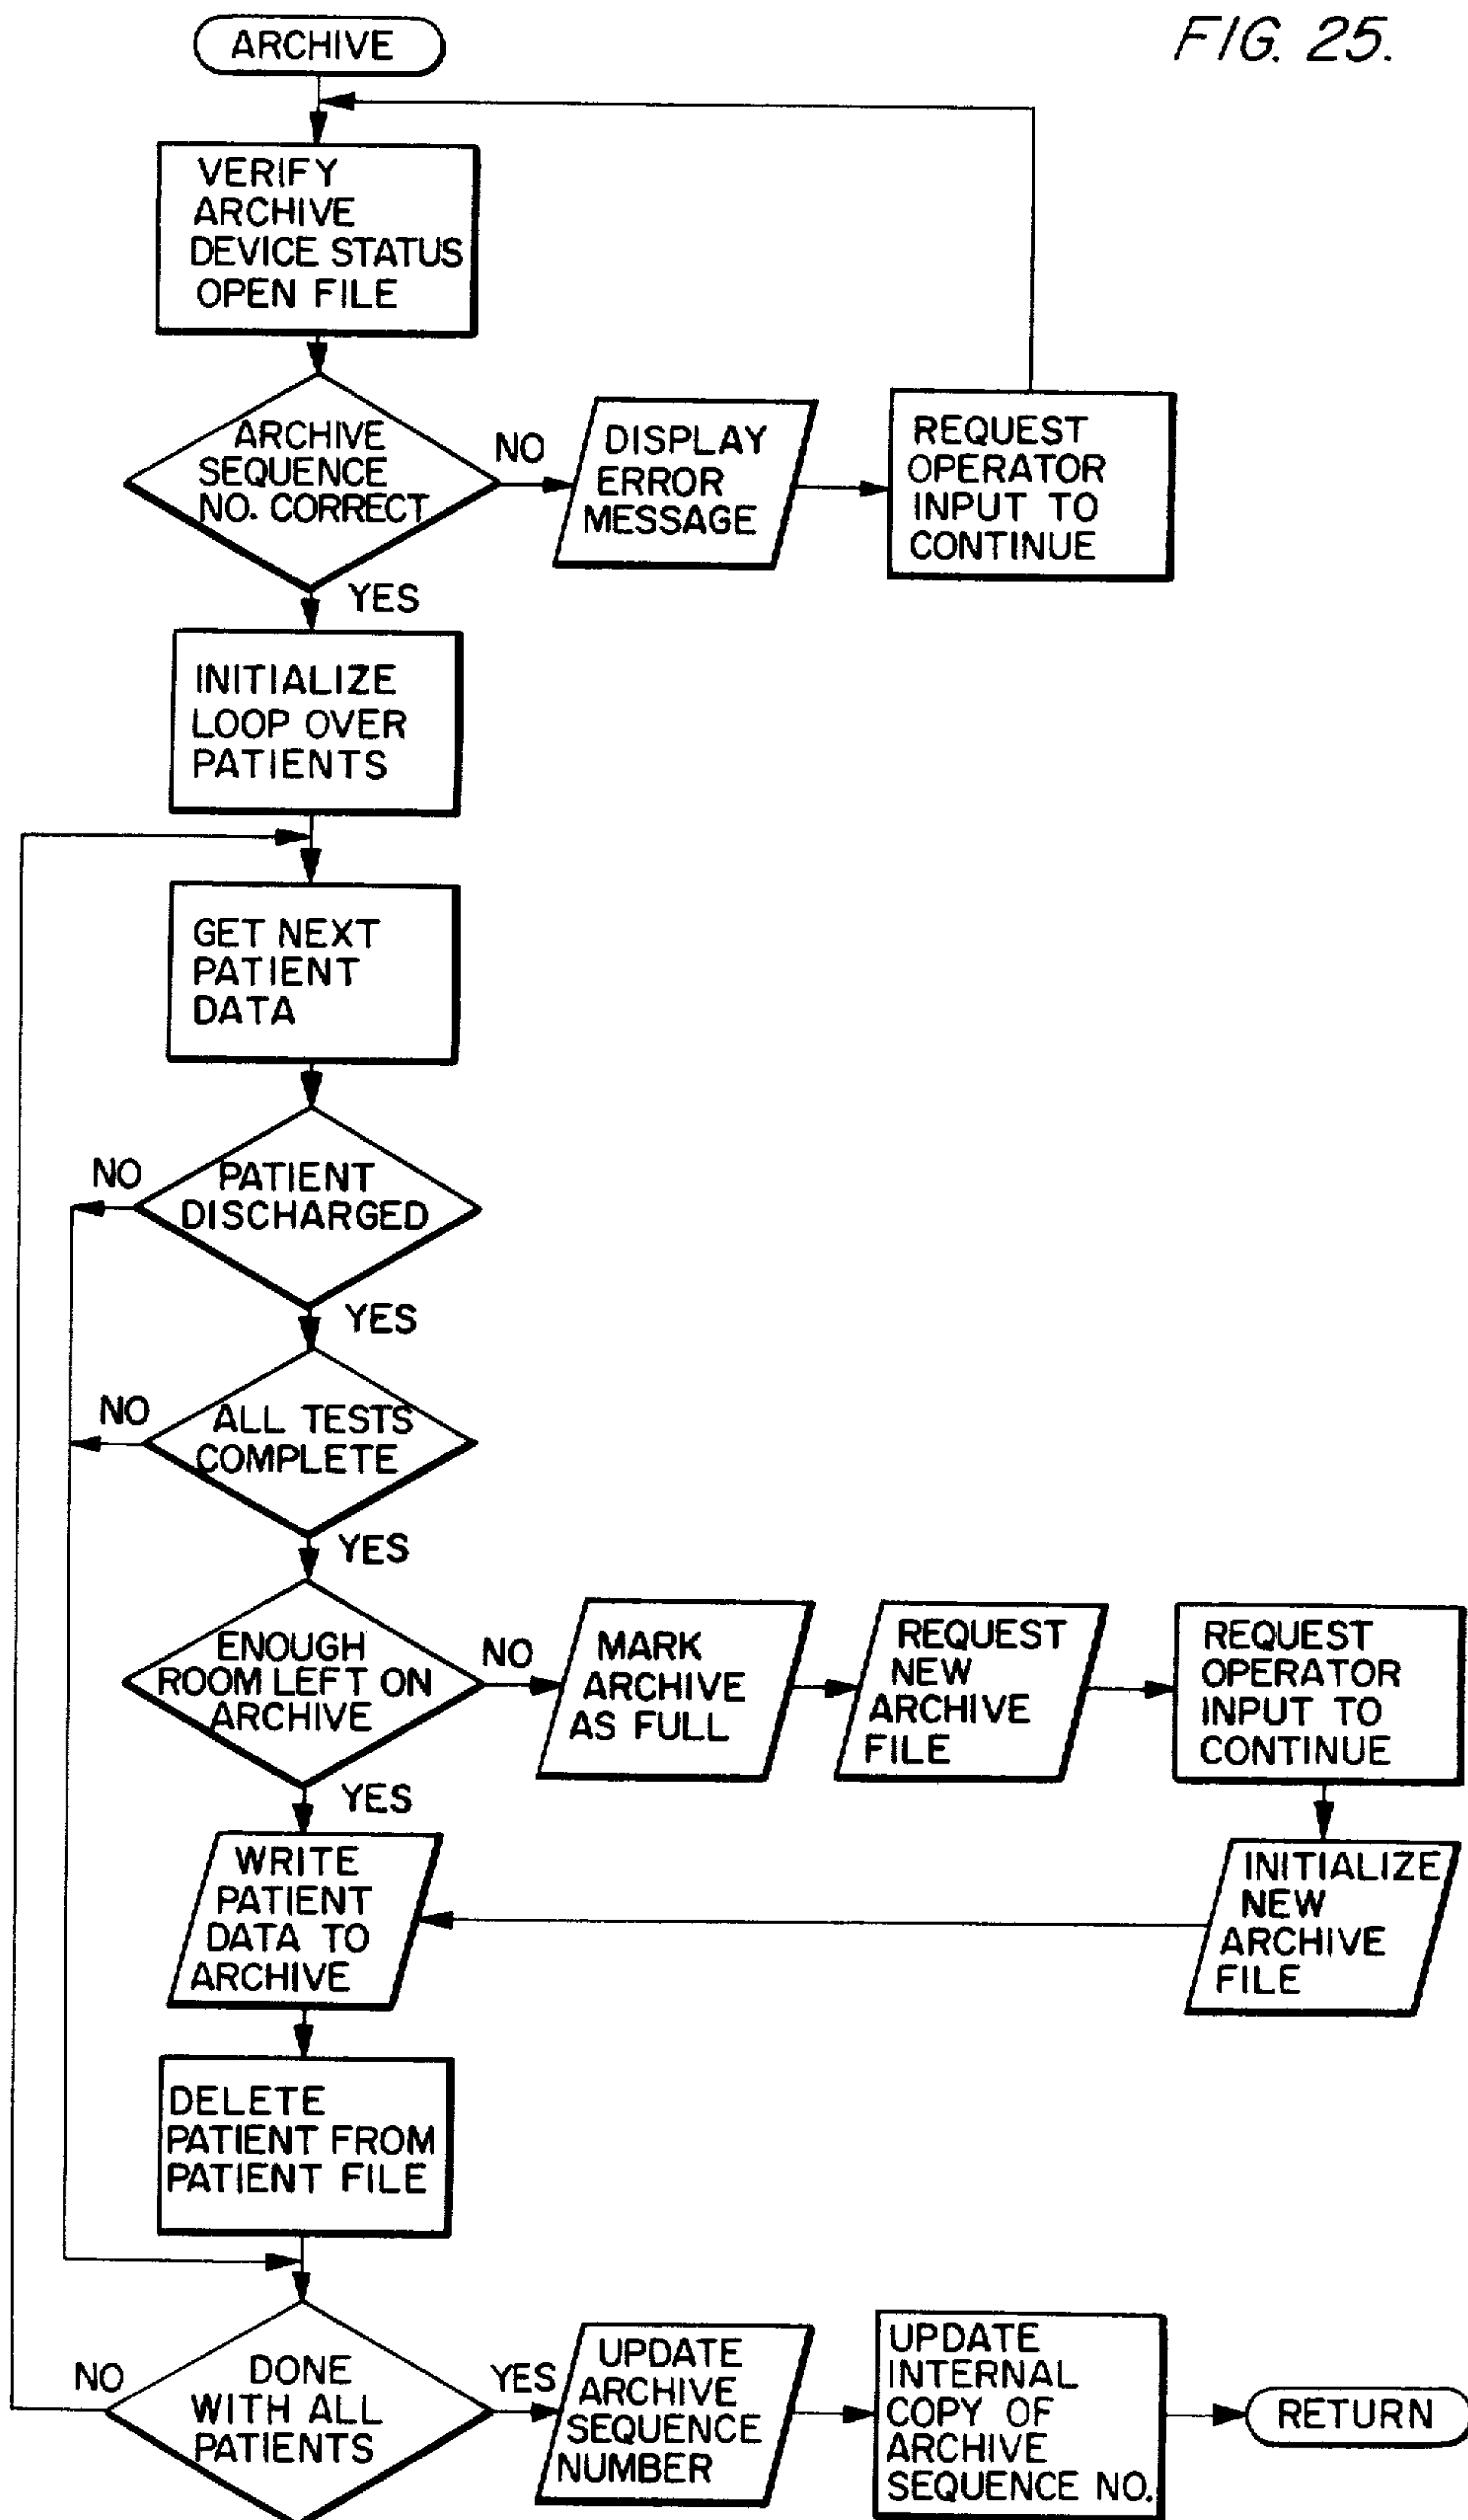 FIG. 25.
ARCHIVE
VERIFY
ARCHIVE
DEVICE STATUS
OPEN FILE
ARCHIVE
SEQUENCE
NO. CORRECT
NO
DISPLAY
ERROR
MESSAGE
REQUEST
OPERATOR
INPUT TO
CONTINUE
YES
INITIALIZE
LOOP OVER
PATIENTS
GET NEXT
PATIENT
DATA
NO
PATIENT
DISCHARGED
YES
NO
ALL TESTS
COMPLETE
YES
ENOUGH
ROOM LEFT ON
ARCHIVE
NO
MARK
ARCHIVE
AS FULL
REQUEST
NEW
ARCHIVE
FILE
REQUEST
OPERATOR
INPUT TO
CONTINUE
YES
WRITE
PATIENT
DATA TO
ARCHIVE
INITIALIZE
NEW
ARCHIVE
FILE
DELETE
PATIENT FROM
PATIENT FILE
NO
DONE
WITH ALL
PATIENTS
YES
UPDATE
ARCHIVE
SEQUENCE
NUMBER
UPDATE
INTERNAL
COPY OF
ARCHIVE
SEQUENCE NO.
RETURN